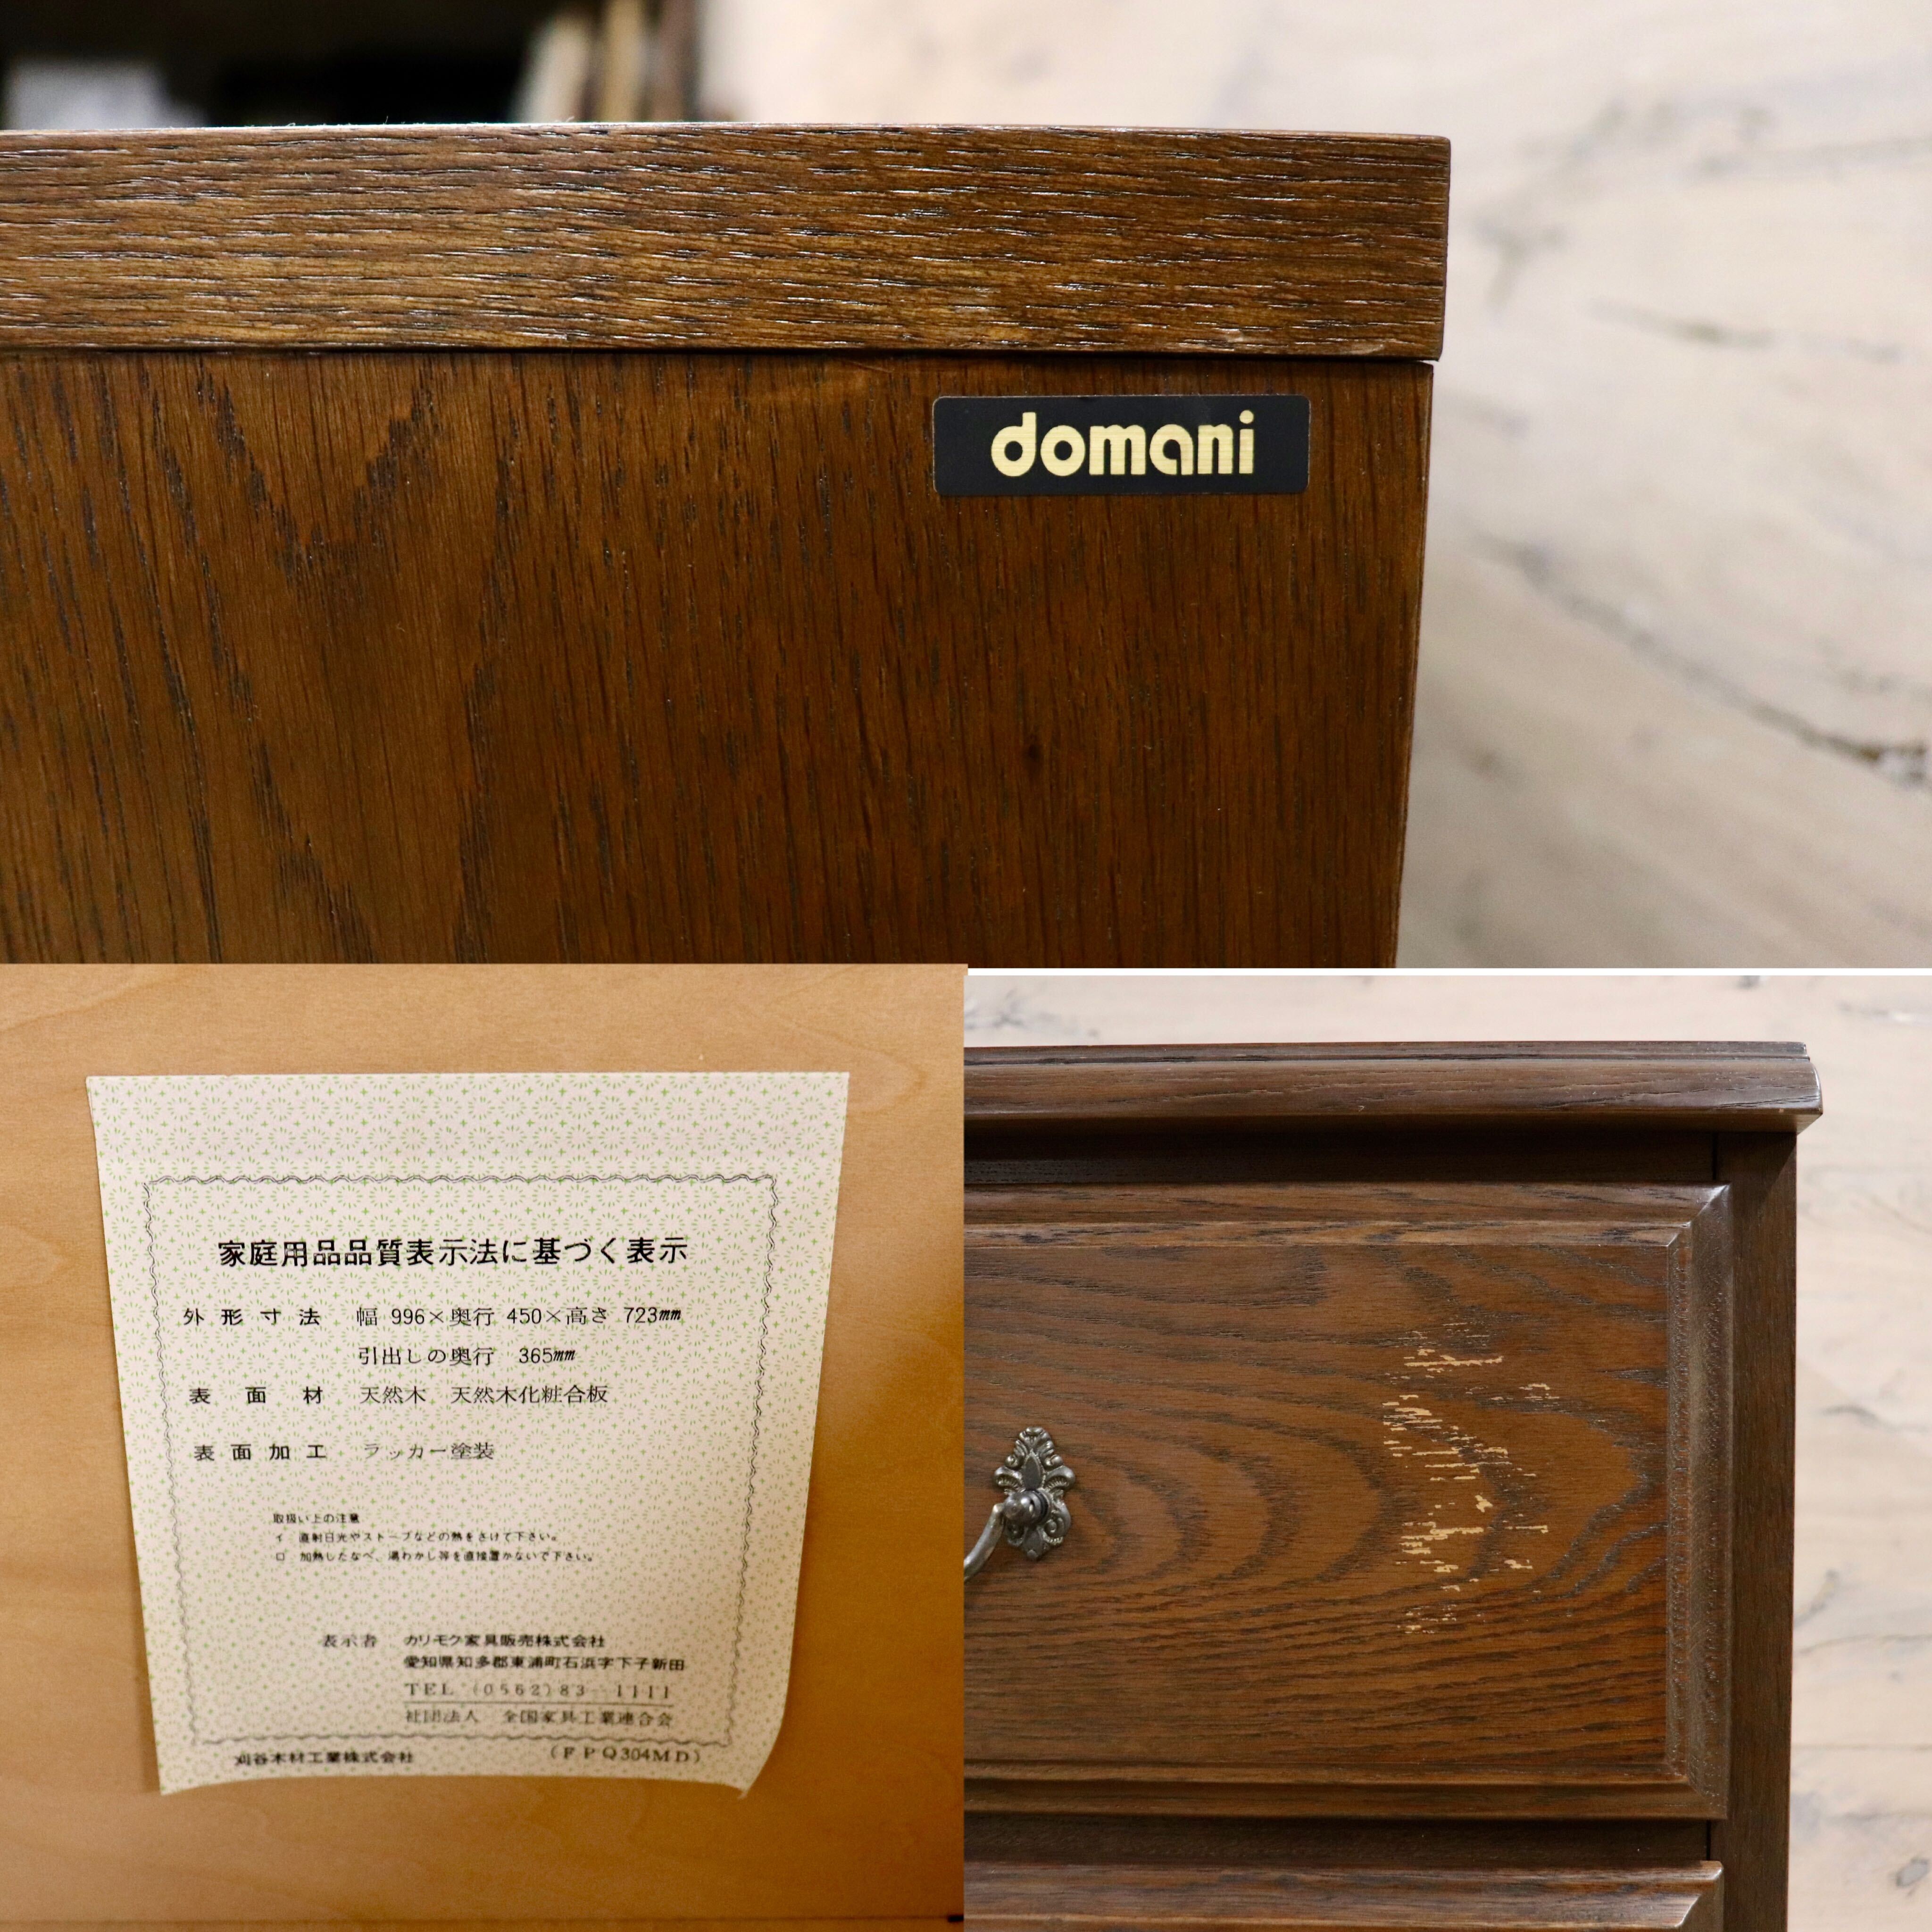 domani
家庭用品品質表示法に基づく表示
外形寸法 幅 996×奥行 450×高さ 723mm
引出しの奥行 365mm
表面材 天然木 天然木化粧合板
表面加工 ラッカー塗装
取扱い上の注意
イ 直射日光やストーブなどの熱をさけて下さい。
ロ 加熱したなべ、湯わかし等を直接置かないで下さい。
表示者 カリモク家具販売株式会社
愛知県知多郡東浦町石浜字下子新田
TEL (0562)83-1111
社団法人 全国家具工業連合会
刈谷木材工業株式会社 (FPQ304MD)